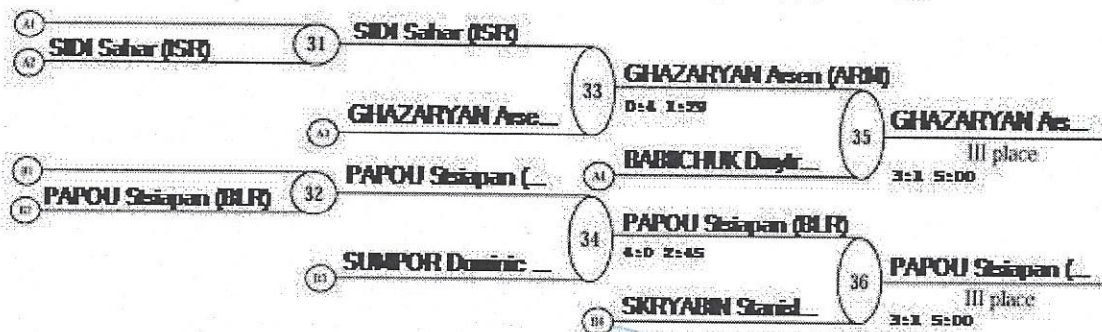 A1
SIDI Sahar (ISR)
A2
31
SIDI Sahar (ISR)
GHAZARYAN Arse...
A3
33
GHAZARYAN Arsen (ARM)
0:4 1:29
BABIICHUK Dmytr...
A4
35
GHAZARYAN Ars...
III place
3:1 5:00
B1
PAPOU Stsiapan (BLR)
B2
32
PAPOU Stsiapan (...
SUMPOR Dominic ...
B3
34
PAPOU Stsiapan (BLR)
4:0 2:45
SKRYABIN Stanisl...
B4
36
PAPOU Stsiapan (...
III place
3:1 5:00